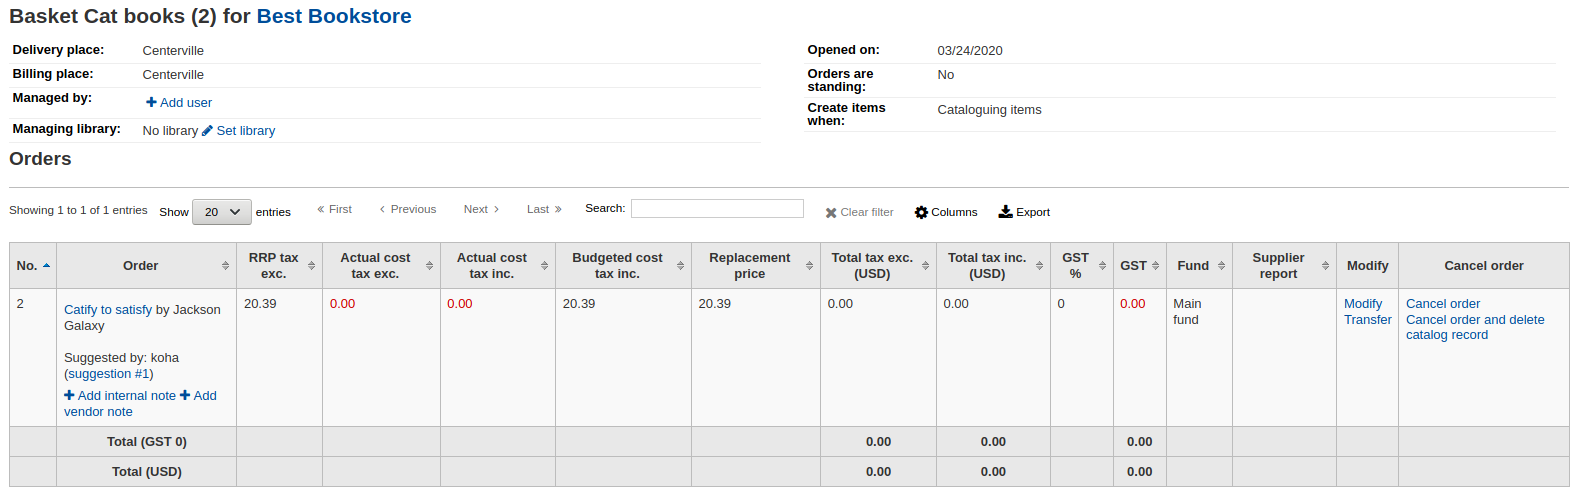 Basket Cat books (2) for Best Bookstore
Delivery place: Centerville
Billing place: Centerville
Managed by: Add user
Managing library: No library Set library
Opened on: 03/24/2020
Orders are standing: No
Create items when: Cataloguing items
Orders
Showing 1 to 1 of 1 entries Show 20 entries « First < Previous Next > Last » Search: Clear filter Columns Export
No. Order RRP tax exc. Actual cost tax exc. Actual cost tax inc. Budgeted cost tax inc. Replacement price Total tax exc. (USD) Total tax inc. (USD) GST % GST Fund Supplier report Modify Cancel order
2 Catify to satisfy by Jackson Galaxy
Suggested by: koha (suggestion #1)
Add internal note Add vendor note
20.39 0.00 0.00 20.39 20.39 0.00 0.00 0 0.00 Main fund
Modify
Transfer
Cancel order
Cancel order and delete catalog record
Total (GST 0) 0.00 0.00 0.00
Total (USD) 0.00 0.00 0.00